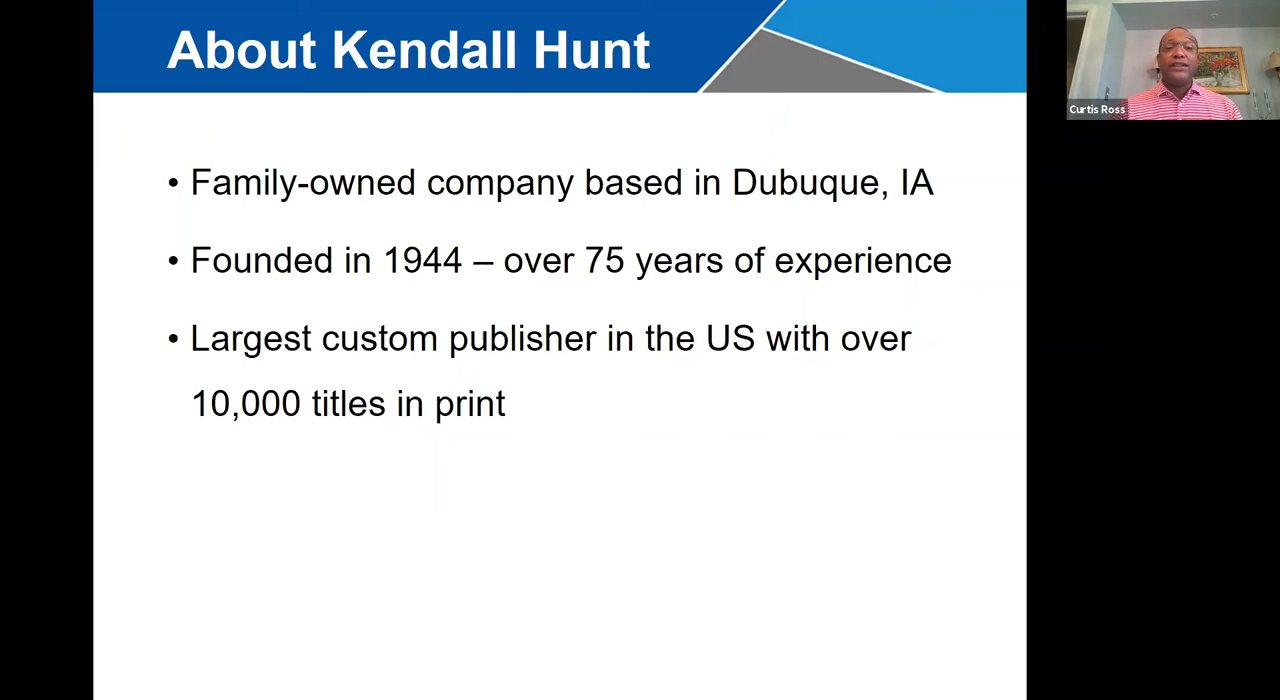 About Kendall Hunt
• Family-owned company based in Dubuque, IA
• Founded in 1944 – over 75 years of experience
• Largest custom publisher in the US with over
10,000 titles in print
Curtis Ross